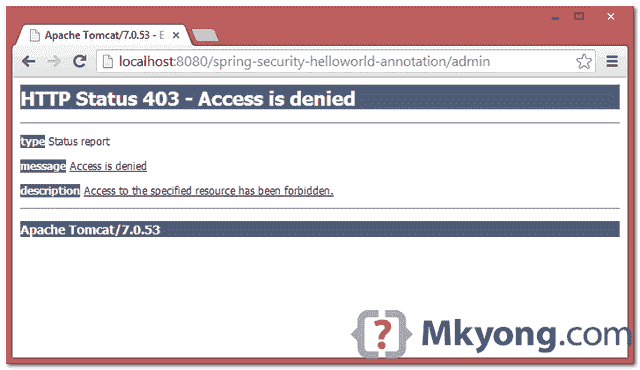 Apache Tomcat/7.0.53 - E
localhost:8080/spring-security-helloworld-annotation/admin
HTTP Status 403 - Access is denied
type Status report
message Access is denied
description Access to the specified resource has been forbidden.
Apache Tomcat/7.0.53
{?} Mkyong.com